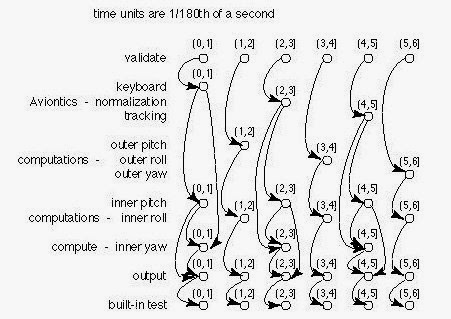 time units are 1/180th of a second
(0,1] (1,2] (2,3] (3,4] (4,5] (5,6]
validate
(0,1]
keyboard
(2,3]
Aviontics - normalization
(4,5]
tracking
(1,2]
outer pitch
(3,4]
computations - outer roll
(5,6]
outer yaw
(0,1] (2,3] (4,5]
inner pitch
(1,2] (3,4] (5,6]
computations - inner roll
(0,1] (2,3] (4,5]
compute - inner yaw
(0,1] (1,2] (2,3] (3,4] (4,5] (5,6]
output
(0,1] (1,2] (2,3] (3,4] (4,5] (5,6]
built-in test